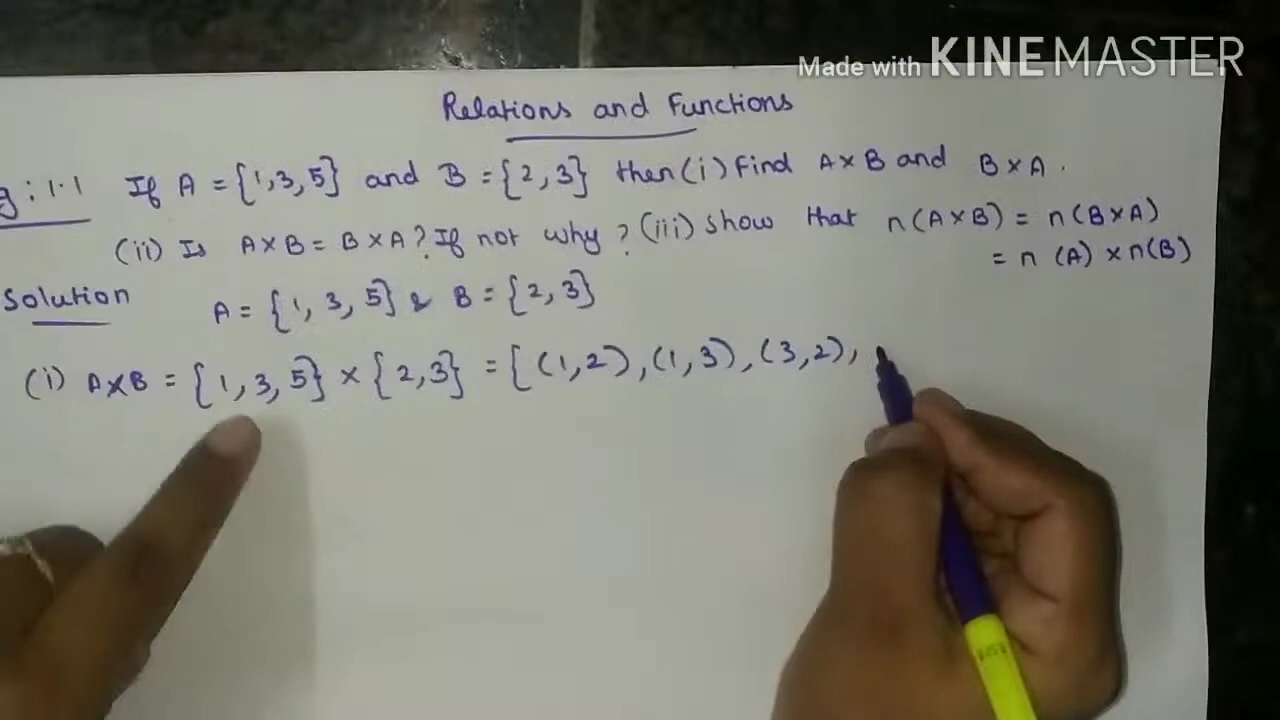 Made with KINEMASTER
Relations and Functions
g: 1.1 If A = {1,3,5} and B = {2,3} then (i) Find A×B and B×A.
(ii) Is A×B = B×A? If not why? (iii) Show that n(A×B) = n(B×A)
= n (A) × n(B)
Solution
A = {1, 3, 5} & B = {2, 3}
(i) A×B = {1,3,5} × {2,3} = {(1,2), (1,3), (3,2),